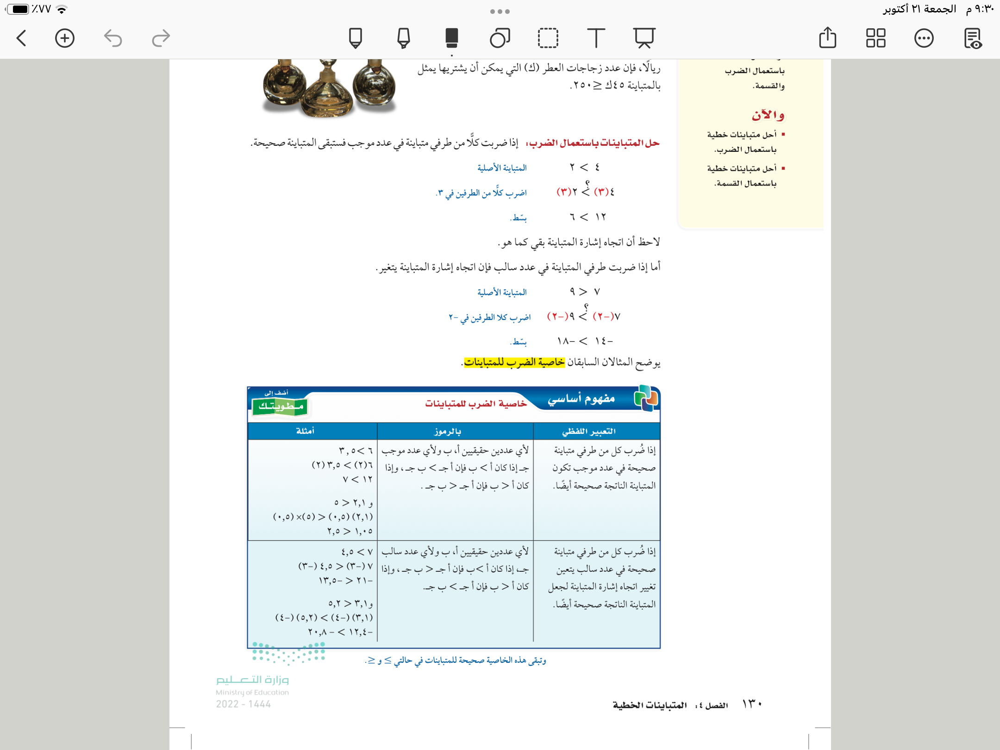 ٩:٣٠ م الجمعة ٢١ أكتوبر
٧٧٪
باستعمال الضرب
والقسمة.
والآن
▪ أحل متباينات خطية
باستعمال الضرب.
▪ أحل متباينات خطية
باستعمال القسمة.
ريالًا، فإن عدد زجاجات العطر (ك) التي يمكن أن يشتريها يمثل
بالمتباينة ٤٥ك ≤ ٢٥٠.
حل المتباينات باستعمال الضرب: إذا ضربت كلًّا من طرفي متباينة في عدد موجب فستبقى المتباينة صحيحة.
٤ > ٢ المتباينة الأصلية
٤(٣) >؟ ٢(٣) اضرب كلًّا من الطرفين في ٣.
١٢ > ٦ بسّط.
لاحظ أن اتجاه إشارة المتباينة بقي كما هو.
أما إذا ضربت طرفي المتباينة في عدد سالب فإن اتجاه إشارة المتباينة يتغير.
٧ < ٩ المتباينة الأصلية
٧(−٢) >؟ ٩(−٢) اضرب كلا الطرفين في −٢
−١٤ > −١٨ بسّط.
يوضح المثالان السابقان خاصية الضرب للمتباينات.
مفهوم أساسي
خاصية الضرب للمتباينات
أضف إلى
مـطويـتـك
التعبير اللفظي
بالرموز
أمثلة
إذا ضُرب كل من طرفي متباينة
صحيحة في عدد موجب تكون
المتباينة الناتجة صحيحة أيضًا.
لأي عددين حقيقيين أ، ب ولأي عدد موجب
جـ إذا كان أ > ب فإن أ جـ > ب جـ ، وإذا
كان أ < ب فإن أ جـ < ب جـ .
٦ > ٣,٥
٦(٢) > ٣,٥(٢)
١٢ > ٧
و ٢,١ < ٥
(٢,١) (٠,٥) < (٥)× (٠,٥)
١,٠٥ < ٢,٥
إذا ضُرب كل من طرفي متباينة
صحيحة في عدد سالب يتعين
تغيير اتجاه إشارة المتباينة لجعل
المتباينة الناتجة صحيحة أيضًا.
لأي عددين حقيقيين أ، ب ولأي عدد سالب
جـ، إذا كان أ > ب فإن أ جـ < ب جـ ، وإذا
كان أ < ب فإن أ جـ > ب جـ.
٧ > ٤,٥
٧ (−٣) < ٤,٥ (−٣)
−٢١ < −١٣,٥
و٣,١ < ٥,٢
(٣,١) (−٤) > (٥,٢) (−٤)
−١٢,٤ > − ٢٠,٨
وتبقى هذه الخاصية صحيحة للمتباينات في حالتي ≥ و ≤.
وزارة التعـــليم
Ministry of Education
2022 - 1444
١٣٠ الفصل ٤: المتباينات الخطية